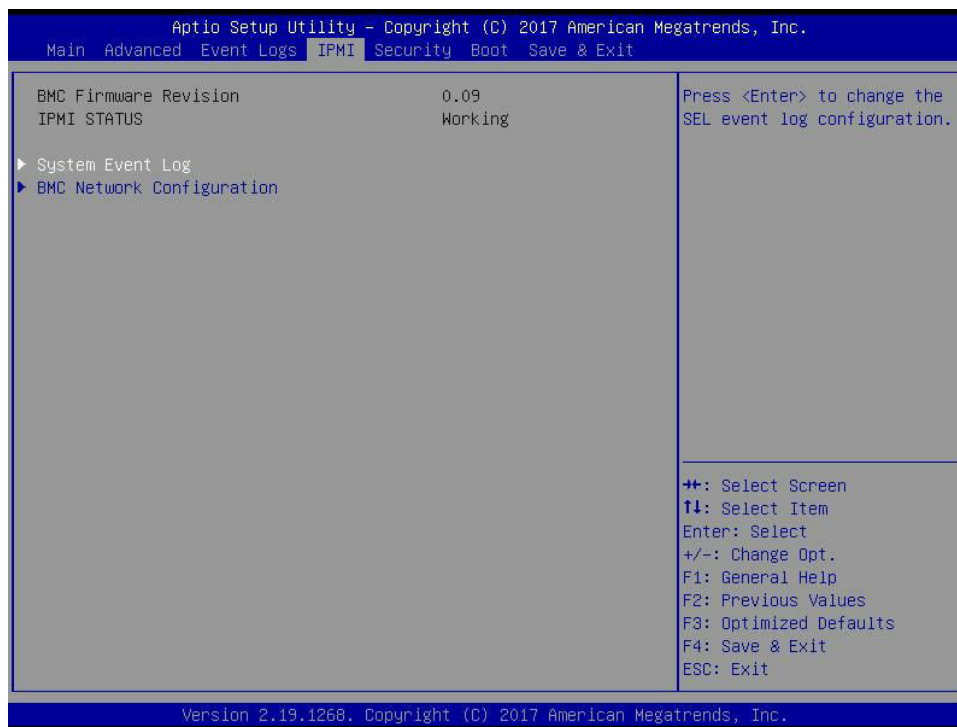 Aptio Setup Utility – Copyright (C) 2017 American Megatrends, Inc.
Main Advanced Event Logs IPMI Security Boot Save & Exit
BMC Firmware Revision 0.09
IPMI STATUS Working
System Event Log
BMC Network Configuration
Press <Enter> to change the
SEL event log configuration.
→←: Select Screen
↑↓: Select Item
Enter: Select
+/-: Change Opt.
F1: General Help
F2: Previous Values
F3: Optimized Defaults
F4: Save & Exit
ESC: Exit
Version 2.19.1268. Copyright (C) 2017 American Megatrends, Inc.